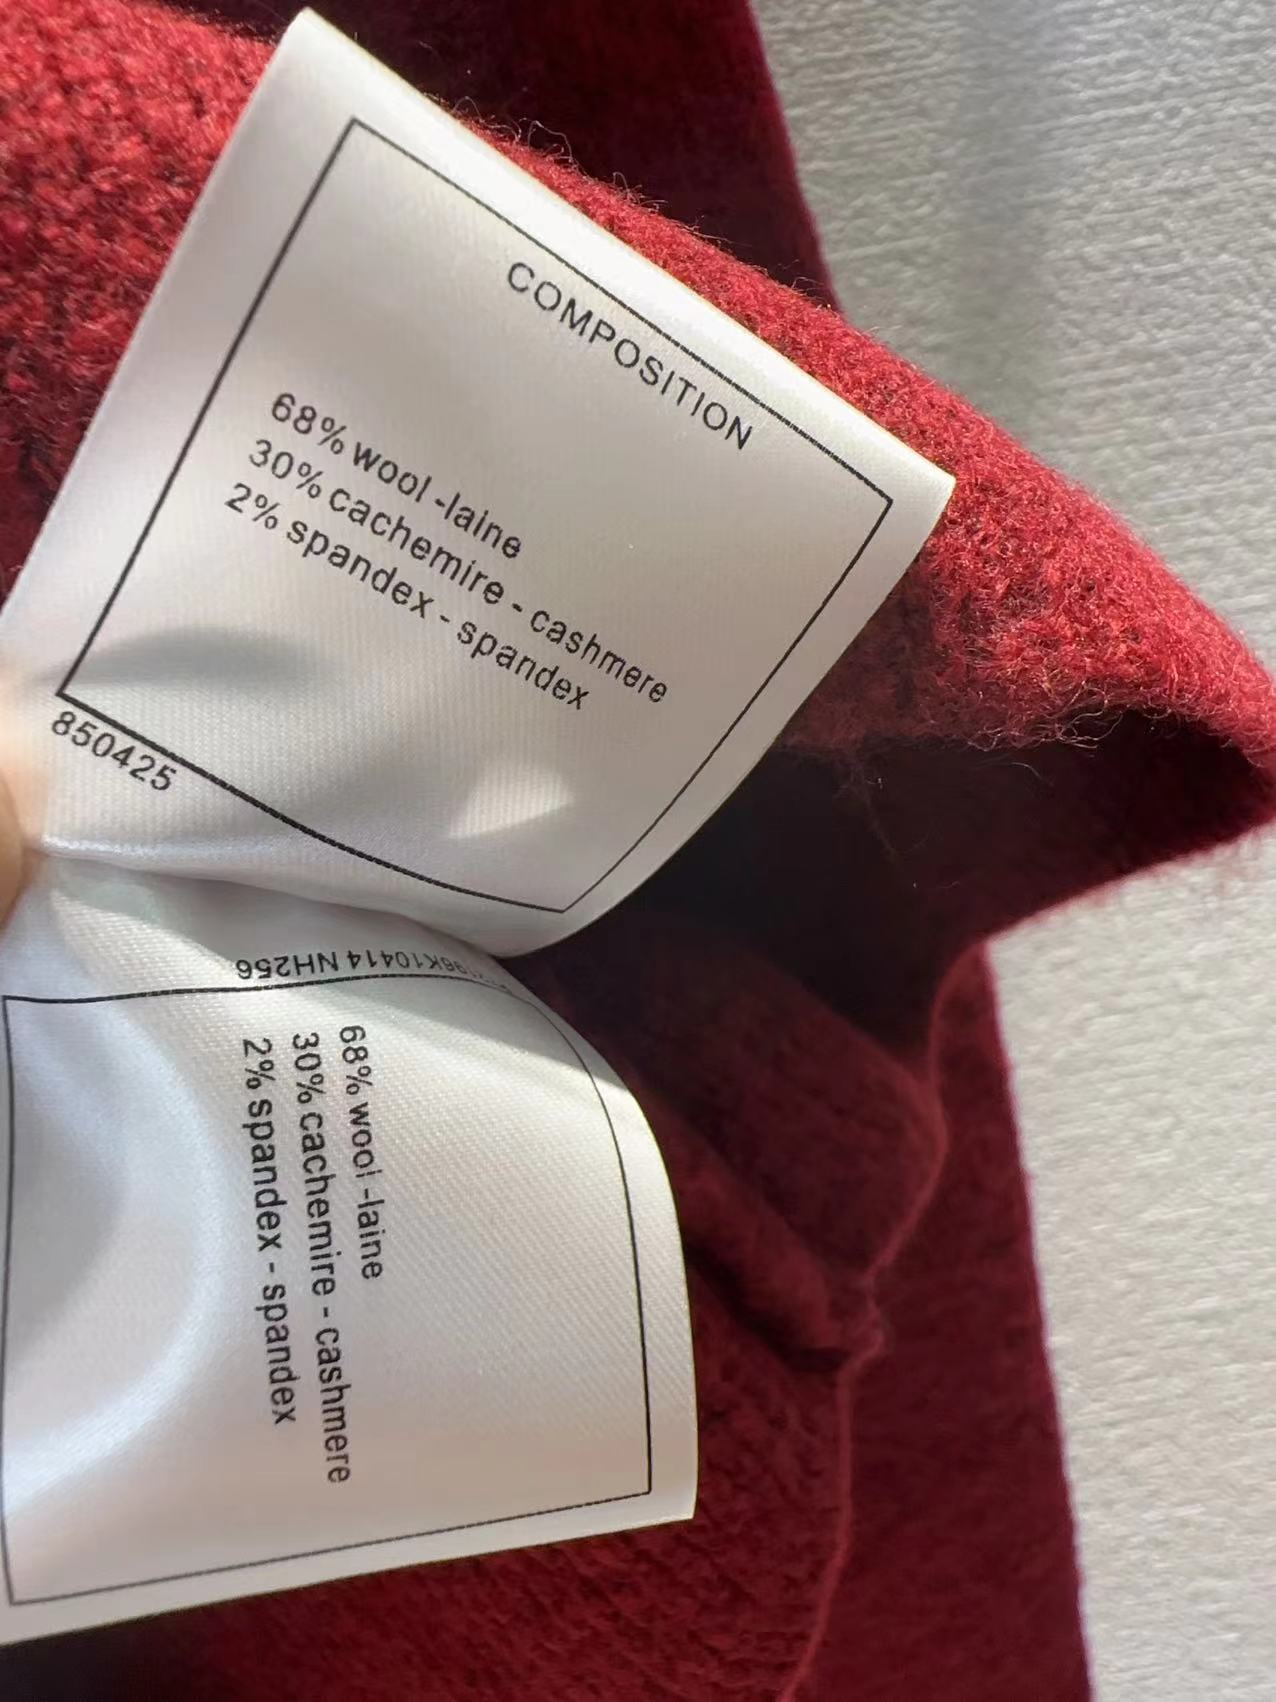 COMPOSITION
68% wool -laine
30% cachemire - cashmere
2% spandex - spandex
850425
NH256
68% wool -laine
30% cachemire - cashmere
2% spandex - spandex